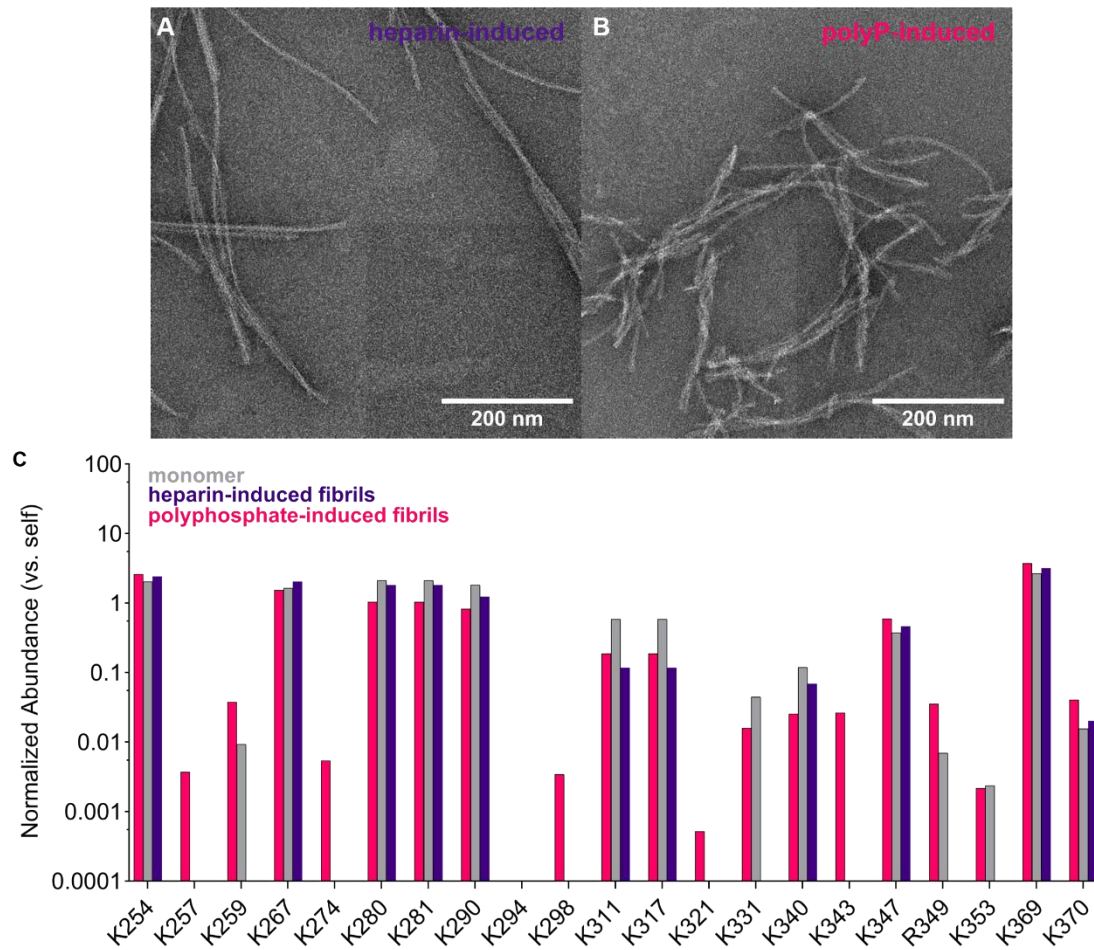 A heparin-induced
B polyP-induced
200 nm
200 nm
C
100
10
1
0.1
0.01
0.001
0.0001
Normalized Abundance (vs. self)
monomer
heparin-induced fibrils
polyphosphate-induced fibrils
K254 K257 K259 K267 K274 K280 K281 K290 K294 K298 K311 K317 K321 K331 K340 K343 K347 R349 K353 K369 K370